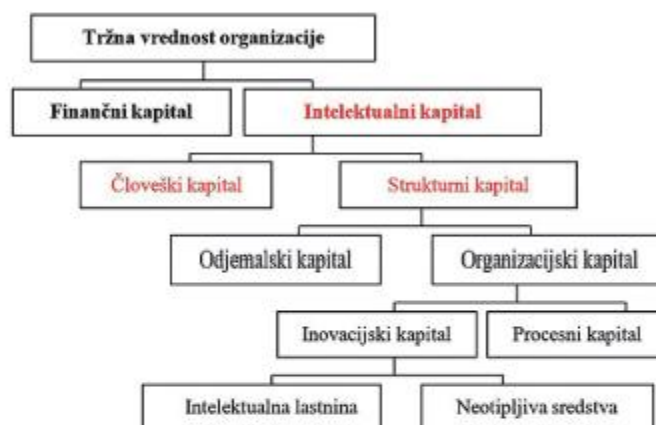 Tržna vrednost organizacije
Finančni kapital
Intelektualni kapital
Človeški kapital
Strukturni kapital
Odjemalski kapital
Organizacijski kapital
Inovacijski kapital
Procesni kapital
Intelektualna lastnina
Neotipljiva sredstva